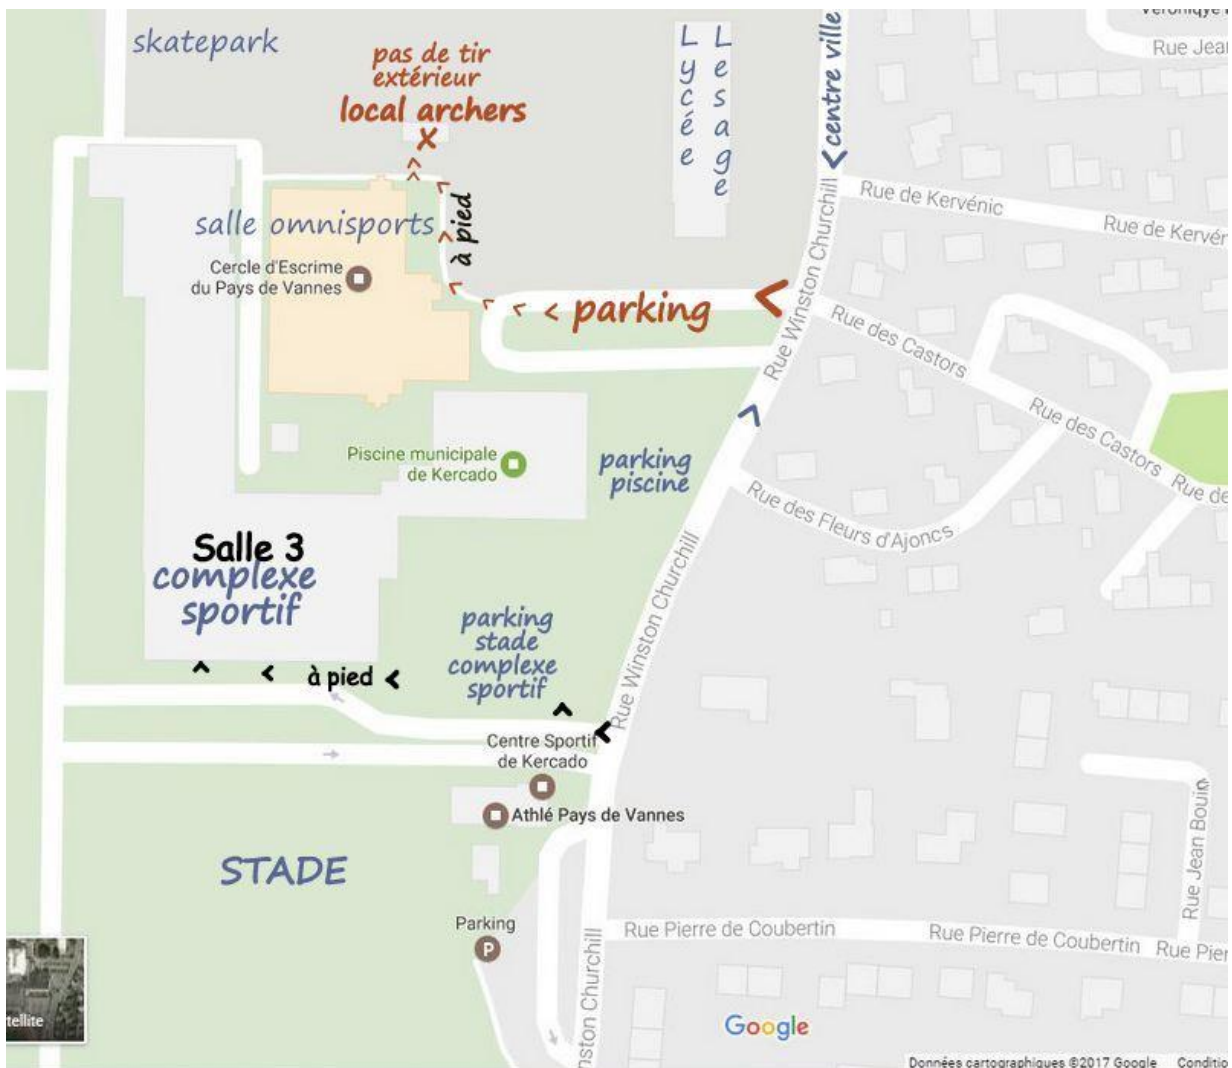 Rue Jean
skatepark
pas de tir
extérieur
local archers
X
Lycée
Lesage
centre ville
Rue de Kervénic
Rue de Kervén
salle omnisports
à pied
Cercle d'Escrime
du Pays de Vannes
parking
Rue Winston Churchill
Rue des Castors
Rue des Castors
Rue de
Piscine municipale
de Kercado
parking
piscine
Rue des Fleurs d'Ajoncs
Salle 3
complexe
sportif
parking
stade
complexe
sportif
à pied
Rue Winston Churchill
Centre Sportif
de Kercado
Athlé Pays de Vannes
STADE
Rue Jean Bouin
Parking
P
Rue Pierre de Coubertin
Rue Pierre de Coubertin
Rue Pier
nston Churchill
tellite
Google
Données cartographiques ©2017 Google
Conditio